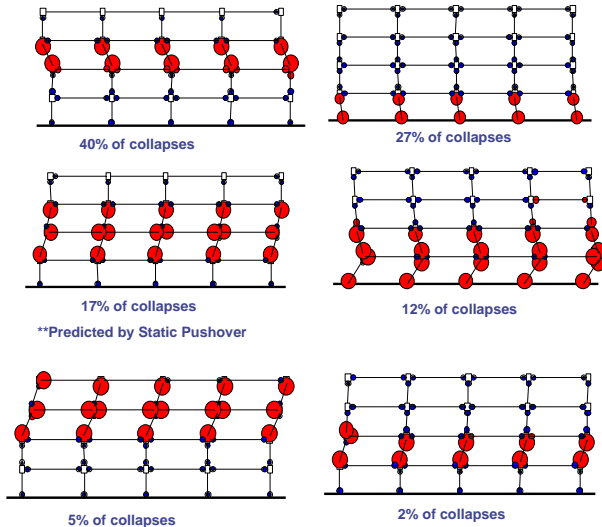 40% of collapses
27% of collapses
17% of collapses
12% of collapses
**Predicted by Static Pushover
5% of collapses
2% of collapses